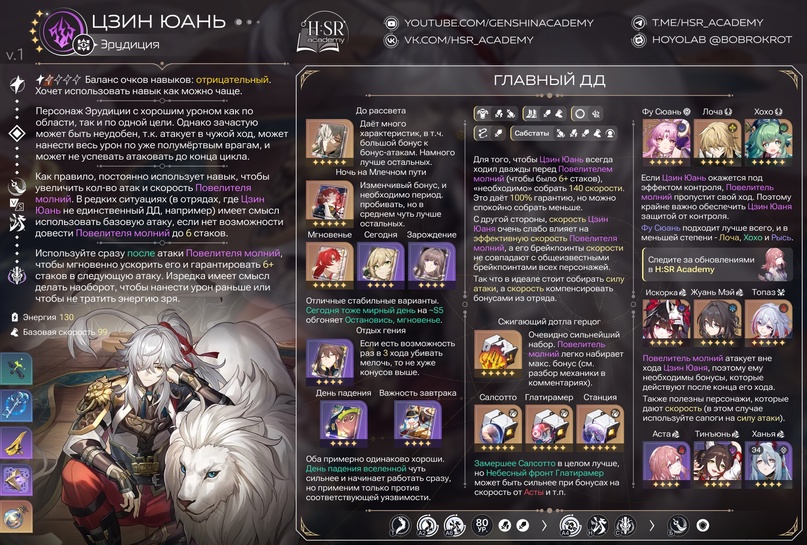 v.1
ЦЗИН ЮАНЬ
Эрудиция
H:SR
academy
YOUTUBE.COM/GENSHINACADEMY
VK.COM/HSR_ACADEMY
T.ME/HSR_ACADEMY
HOYOLAB @BOBROKROT
Баланс очков навыков: отрицательный.
Хочет использовать навык как можно чаще.
Персонаж Эрудиции с хорошим уроном как по
области, так и по одной цели. Однако зачастую
может быть неудобен, т.к. атакует в чужой ход, может
нанести весь урон по уже полумёртвым врагам, и
может не успевать атаковать до конца цикла.
Как правило, постоянно использует навык, чтобы
увеличить кол-во атак и скорость Повелителя
молний. В редких ситуациях (в отрядах, где Цзин
Юань не единственный ДД, например) имеет смысл
использовать базовую атаку, если нет возможности
довести Повелителя молний до 6 стаков.
Используйте сразу после атаки Повелителя молний,
чтобы мгновенно ускорить его и гарантировать 6+
стаков в следующую атаку. Изредка имеет смысл
делать наоборот, чтобы нанести урон раньше или
чтобы не тратить энергию зря.
Энергия 130
Базовая скорость 99
ГЛАВНЫЙ ДД
До рассвета
Даёт много
характеристик, в т.ч.
большой бонус к
бонус-атакам. Намного
лучше остальных.
Ночь на Млечном пути
Изменчивый бонус, и
необходимо период.
пробивать, но в
среднем чуть лучше
остальных.
Мгновенье Сегодня Зарождение
Отличные стабильные варианты.
Сегодня тоже мирный день на ~S5
обгоняет Остановись, мгновенье.
Отдых гения
Если есть возможность
раз в 3 хода убивать
мелочь, то не хуже
конусов выше.
День падения Важность завтрака
Оба примерно одинаково хороши.
День падения вселенной чуть
сильнее и начинает работать сразу,
но применим только против
соответствующей уязвимости.
Сабстаты
Для того, чтобы Цзин Юань всегда
ходил дважды перед Повелителем
молний (чтобы было 6+ стаков),
«необходимо» собрать 140 скорости.
Это даёт 100% гарантию, но можно
спокойно собрать меньше.
С другой стороны, скорость Цзин
Юаня очень слабо влияет на
эффективную скорость Повелителя
молний, а его брейкпоинты скорости
не совпадают с общеизвестными
брейкпоинтами всех персонажей.
Так что в идеале стоит собирать силу
атаки, а скорость компенсировать
бонусами из отряда.
Сжигающий дотла герцог
Очевидно сильнейший
набор. Повелитель
молний легко набирает
макс. бонус (см.
разбор механики в
комментариях).
Салсотто Глатирамер Станция
Замершее Салсотто в целом лучше,
но Небесный фронт Глатирамер
может быть сильнее при бонусах на
скорость от Асты и т.п.
Фу Сюань Лоча Хохо
Если Цзин Юань окажется под
эффектом контроля, Повелитель
молний пропустит свой ход. Поэтому
крайне важно обеспечить Цзин Юаня
защитой от контроля.
Фу Сюань подходит лучше всего, и в
меньшей степени - Лоча, Хохо и Рысь.
Следите за обновлениями
в H:SR Academy
Искорка Жуань Мэй Топаз
Повелитель молний атакует вне
хода Цзин Юаня, поэтому ему
необходимы бонусы, которые
действуют после конца его хода.
Также полезны персонажи, которые
дают скорость (в этом случае
используйте сапоги на силу атаки).
Аста Тинъюнь Ханья
34
80
УР.